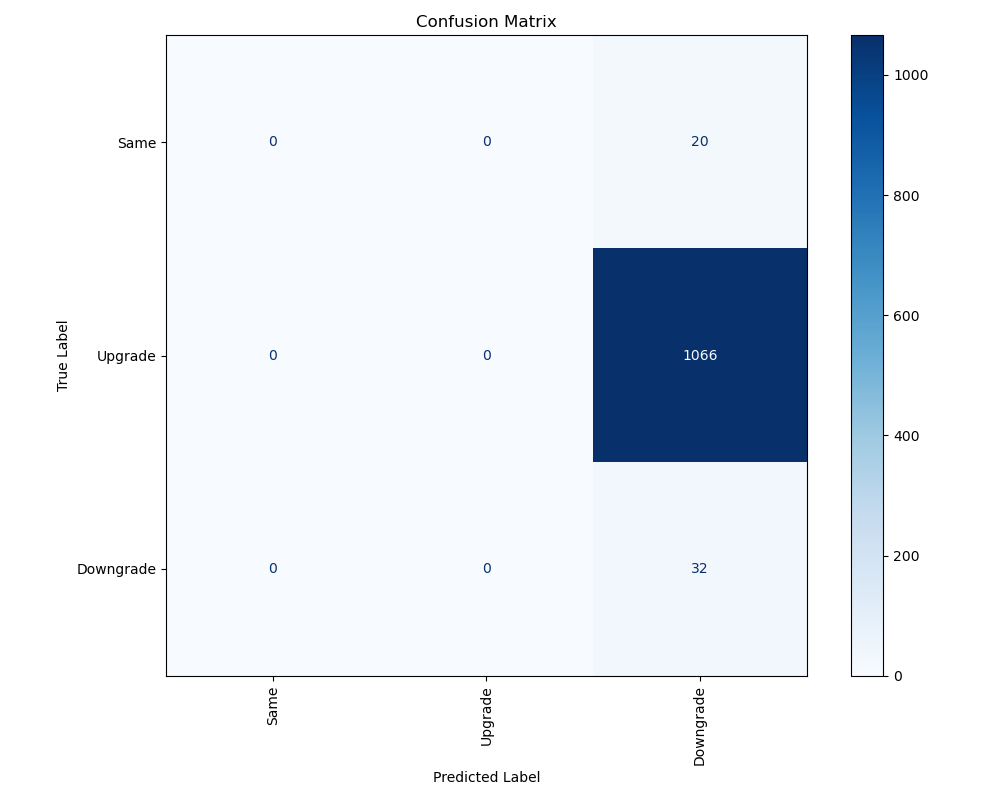 Confusion Matrix
Same
0
0
20
Upgrade
0
0
1066
Downgrade
0
0
32
True Label
Same
Upgrade
Downgrade
Predicted Label
1000
800
600
400
200
0